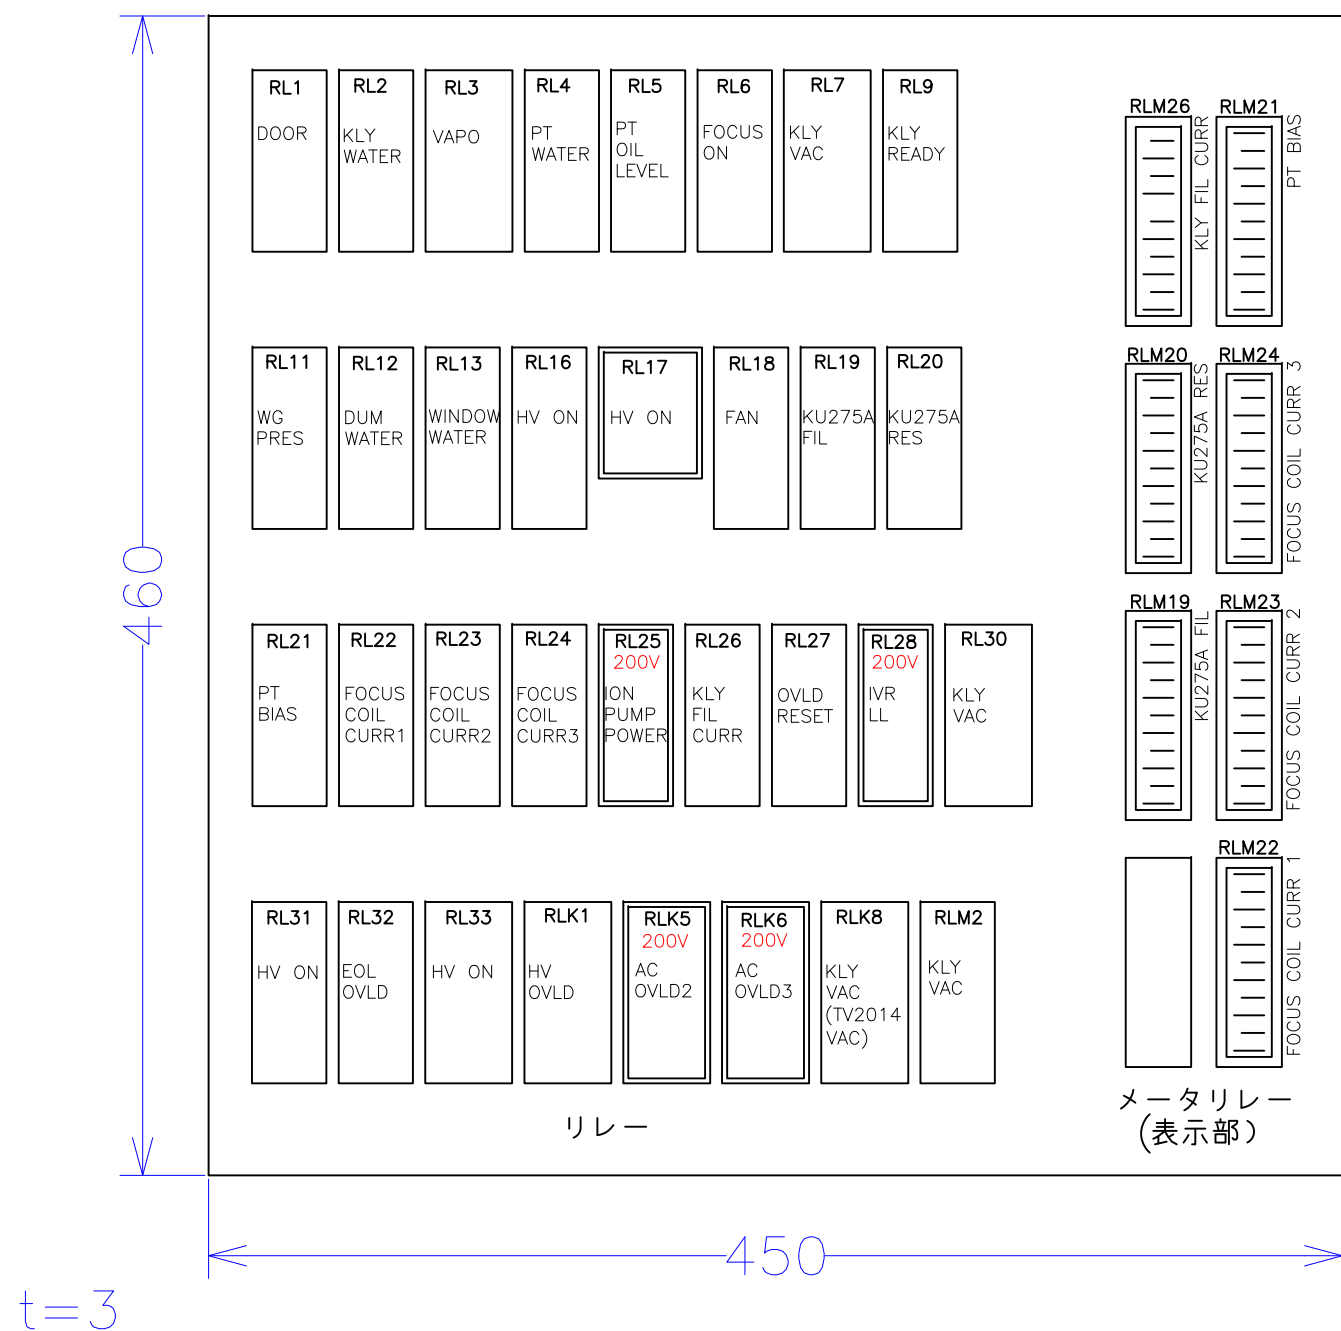 RL1
DOOR
RL2
KLY
WATER
RL3
VAPO
RL4
PT
WATER
RL5
PT
OIL
LEVEL
RL6
FOCUS
ON
RL7
KLY
VAC
RL9
KLY
READY
RLM26
KLY FIL CURR
RLM21
PT BIAS
RL11
WG
PRES
RL12
DUM
WATER
RL13
WINDOW
WATER
RL16
HV ON
RL17
HV ON
RL18
FAN
RL19
KU275A
FIL
RL20
KU275A
RES
RLM20
KU275A RES
RLM24
FOCUS COIL CURR 3
460
RL21
PT
BIAS
RL22
FOCUS
COIL
CURR1
RL23
FOCUS
COIL
CURR2
RL24
FOCUS
COIL
CURR3
RL25
200V
ION
PUMP
POWER
RL26
KLY
FIL
CURR
RL27
OVLD
RESET
RL28
200V
IVR
LL
RL30
KLY
VAC
RLM19
KU275A FIL
RLM23
FOCUS COIL CURR 2
RL31
HV ON
RL32
EOL
OVLD
RL33
HV ON
RLK1
HV
OVLD
RLK5
200V
AC
OVLD2
RLK6
200V
AC
OVLD3
RLK8
KLY
VAC
(TV2014
VAC)
RLM2
KLY
VAC
RLM22
FOCUS COIL CURR 1
リレー
メータリレー
(表示部)
450
t=3